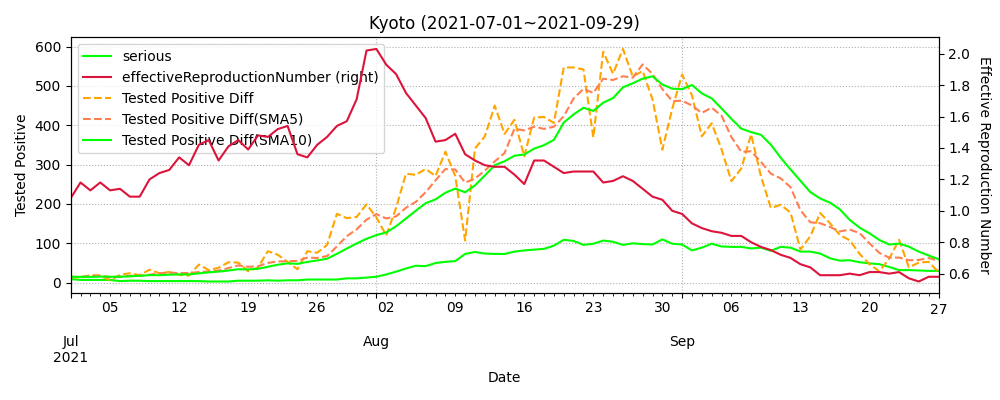 Kyoto (2021-07-01~2021-09-29)
serious
effectiveReproductionNumber (right)
Tested Positive Diff
Tested Positive Diff(SMA5)
Tested Positive Diff(SMA10)
Tested Positive
600
500
400
300
200
100
0
2.0
1.8
1.6
1.4
1.2
1.0
0.8
0.6
Effective Reproduction Number
05 12 19 26 02 09 16 23 30 06 13 20 27
Jul Aug Sep
2021
Date